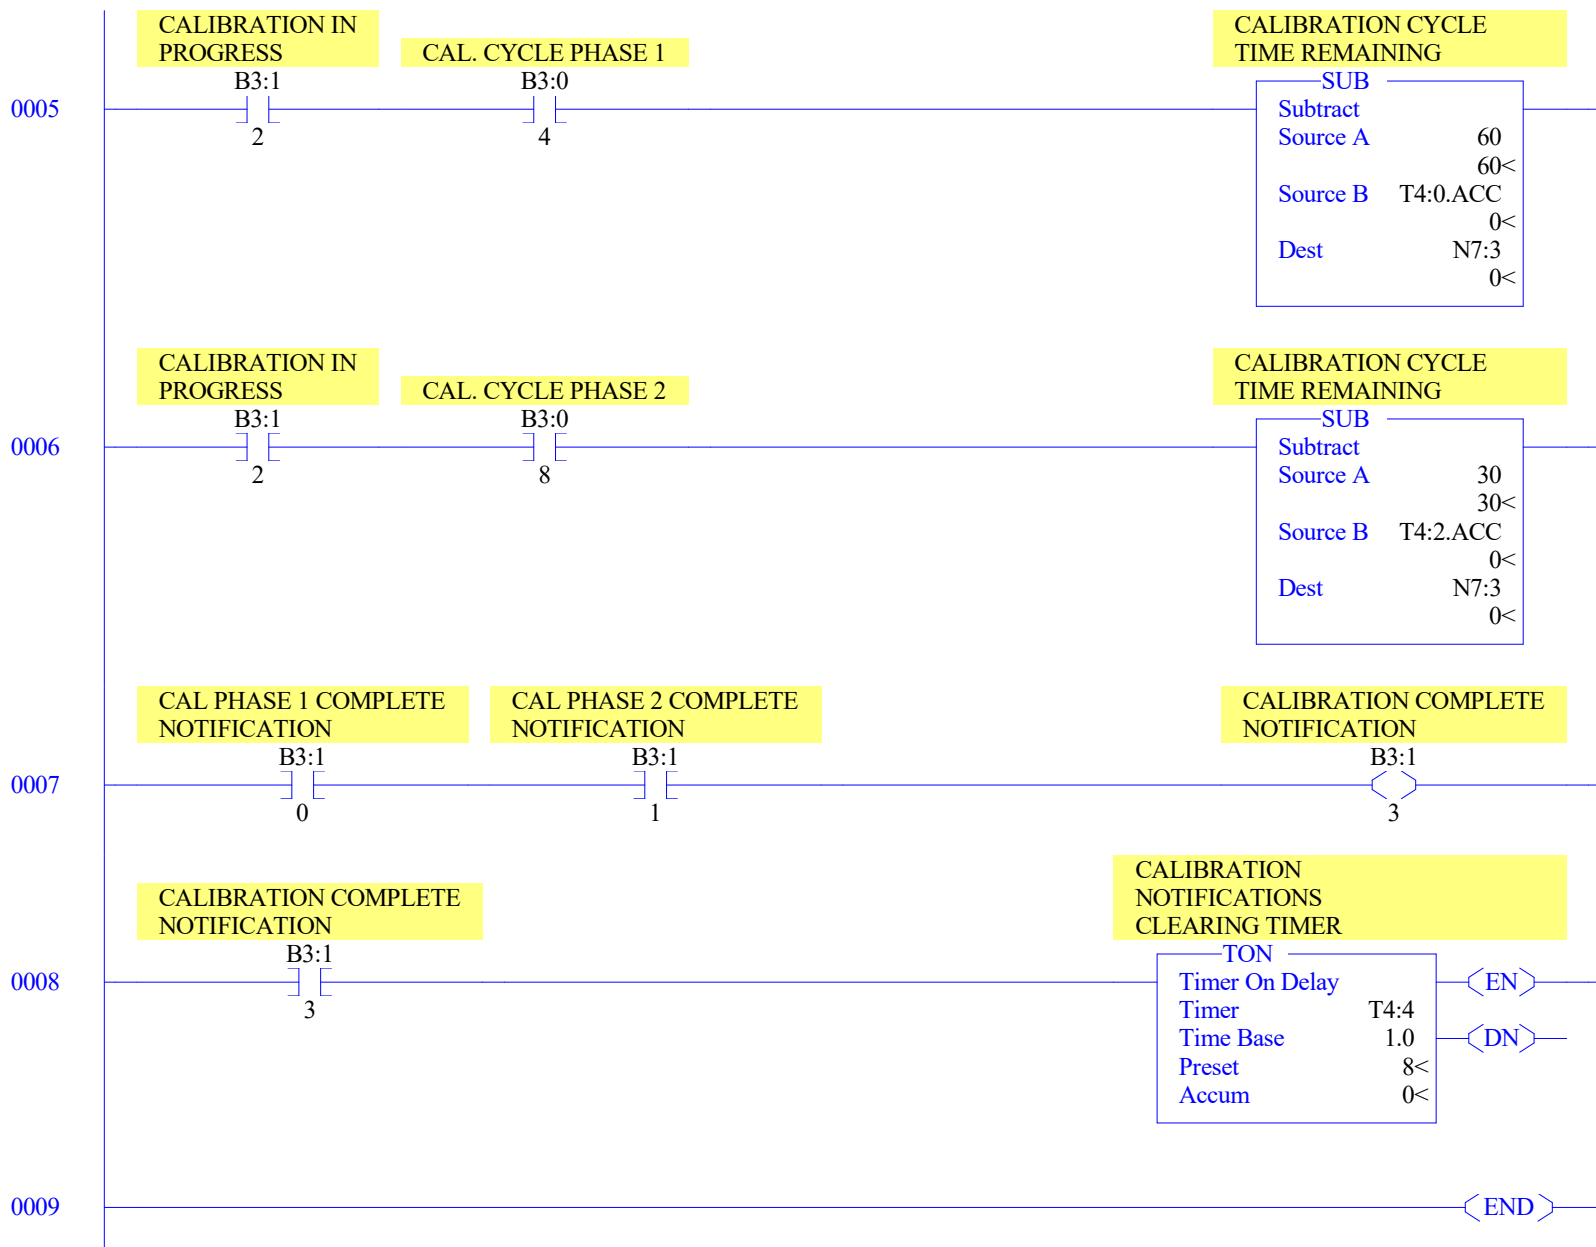 CALIBRATION IN
PROGRESS
CAL. CYCLE PHASE 1
CALIBRATION CYCLE
TIME REMAINING
B3:1
B3:0
SUB
0005
Subtract
2
4
Source A 60
60<
Source B T4:0.ACC
0<
Dest N7:3
0<
CALIBRATION IN
PROGRESS
CAL. CYCLE PHASE 2
CALIBRATION CYCLE
TIME REMAINING
B3:1
B3:0
SUB
0006
Subtract
2
8
Source A 30
30<
Source B T4:2.ACC
0<
Dest N7:3
0<
CAL PHASE 1 COMPLETE
NOTIFICATION
CAL PHASE 2 COMPLETE
NOTIFICATION
CALIBRATION COMPLETE
NOTIFICATION
B3:1
B3:1
B3:1
0007
0
1
3
CALIBRATION COMPLETE
NOTIFICATION
CALIBRATION
NOTIFICATIONS
CLEARING TIMER
B3:1
TON
0008
3
Timer On Delay
EN
Timer T4:4
Time Base 1.0
DN
Preset 8<
Accum 0<
0009
END